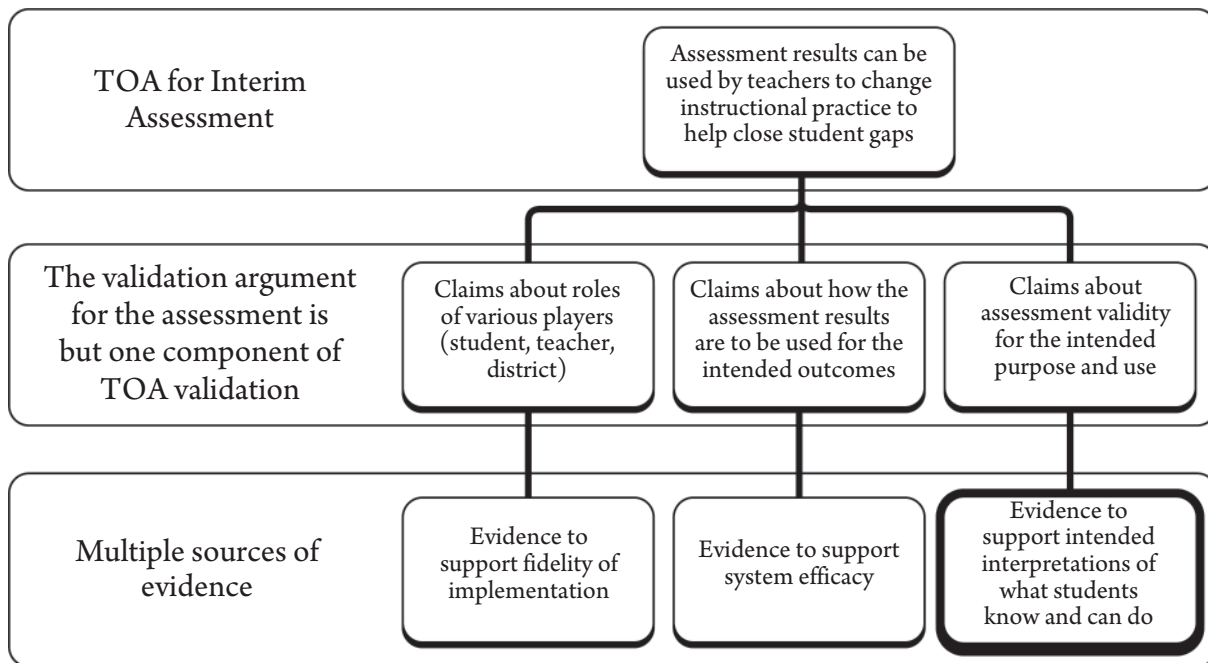 TOA for Interim
Assessment
Assessment results can be
used by teachers to change
instructional practice to
help close student gaps
The validation argument
for the assessment is
but one component of
TOA validation
Claims about roles
of various players
(student, teacher,
district)
Claims about how the
assessment results
are to be used for the
intended outcomes
Claims about
assessment validity
for the intended
purpose and use
Multiple sources of
evidence
Evidence to
support fidelity of
implementation
Evidence to support
system efficacy
Evidence to
support intended
interpretations of
what students
know and can do